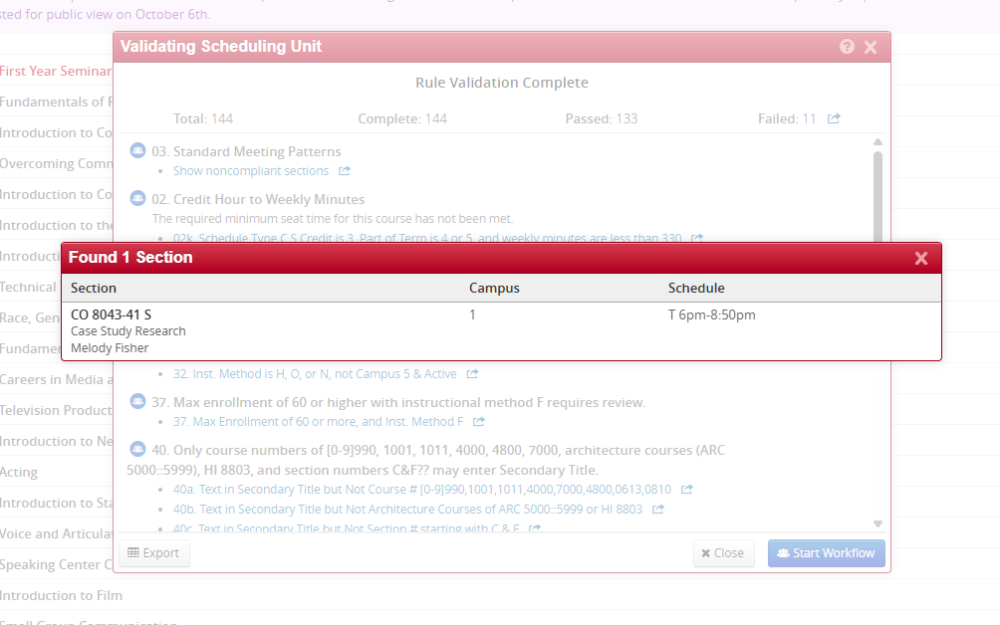 sted for public view on October 6th.
Validating Scheduling Unit
Rule Validation Complete
Total: 144 Complete: 144 Passed: 133 Failed: 11
03. Standard Meeting Patterns
Show noncompliant sections
02. Credit Hour to Weekly Minutes
The required minimum seat time for this course has not been met.
02k. Schedule Type C,S Credit is 3, Part of Term is 4 or 5, and weekly minutes are less than 330
Found 1 Section
Section Campus Schedule
CO 8043-41 S 1 T 6pm-8:50pm
Case Study Research
Melody Fisher
32. Inst. Method is H, O, or N, not Campus 5 & Active
37. Max enrollment of 60 or higher with instructional method F requires review.
37. Max Enrollment of 60 or more, and Inst. Method F
40. Only course numbers of [0-9]990, 1001, 1011, 4000, 4800, 7000, architecture courses (ARC
5000::5999), HI 8803, and section numbers C&F?? may enter Secondary Title.
40a. Text in Secondary Title but Not Course # [0-9]990,1001,1011,4000,7000,4800,0613,0810
40b. Text in Secondary Title but Not Architecture Courses of ARC 5000::5999 or HI 8803
40c. Text in Secondary Title but Not Section # starting with C & F
Export Close Start Workflow
First Year Seminar
Fundamentals of P
Introduction to Co
Overcoming Comm
Introduction to Co
Introduction to the
Introducti
Technical
Race, Gen
Fundamen
Careers in Media a
Television Product
Introduction to Ne
Acting
Introduction to Sta
Voice and Articulat
Speaking Center C
Introduction to Film
Small Group Communication